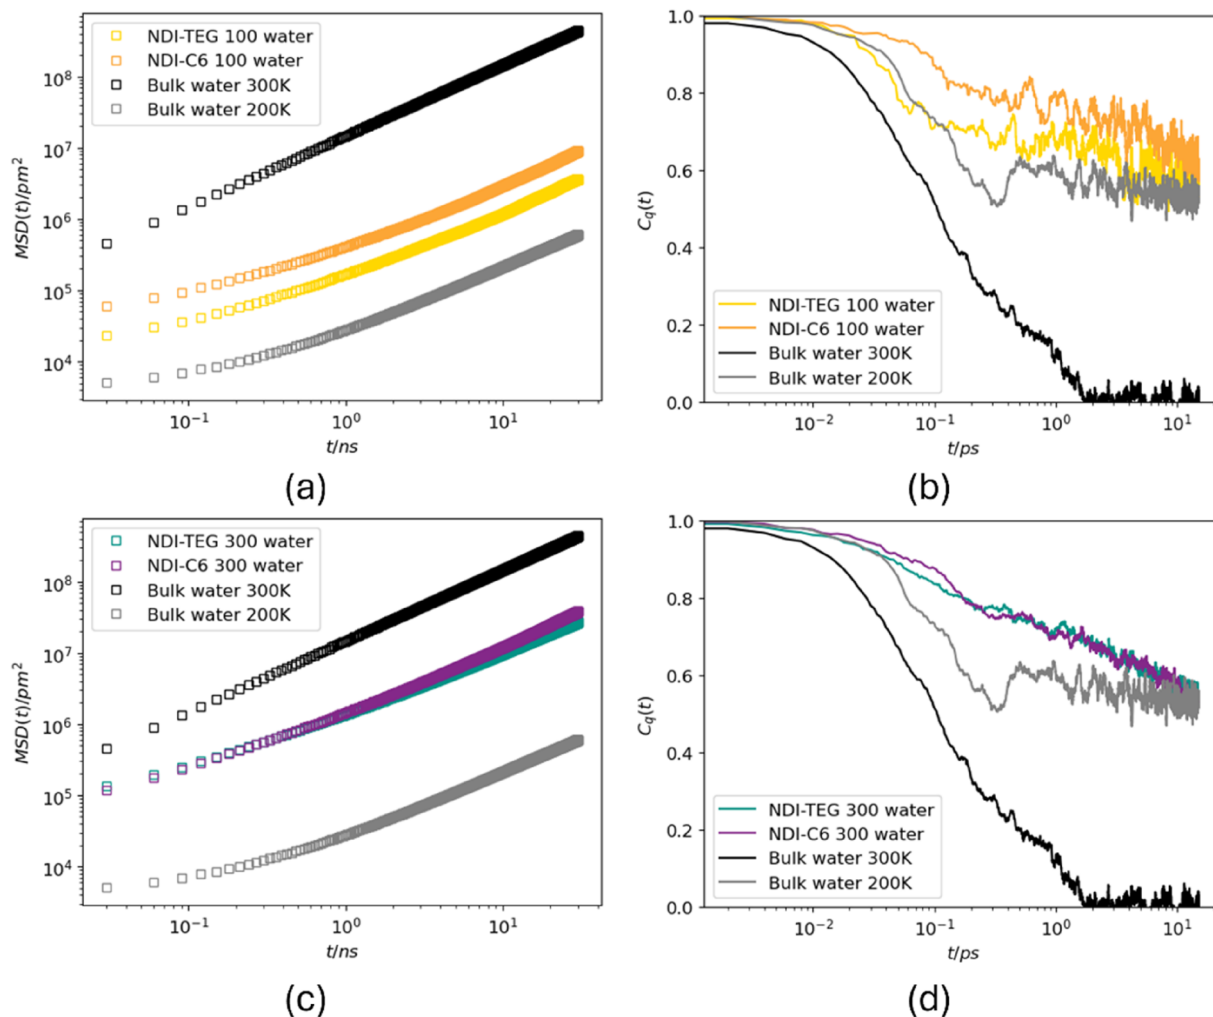 NDI-TEG 100 water
NDI-C6 100 water
Bulk water 300K
Bulk water 200K
MSD(t)/pm²
10⁸
10⁷
10⁶
10⁵
10⁴
10⁻¹ 10⁰ 10¹
t/ns
(a)
1.0
0.8
0.6
0.4
0.2
0.0
C_q(t)
NDI-TEG 100 water
NDI-C6 100 water
Bulk water 300K
Bulk water 200K
10⁻² 10⁻¹ 10⁰ 10¹
t/ps
(b)
NDI-TEG 300 water
NDI-C6 300 water
Bulk water 300K
Bulk water 200K
MSD(t)/pm²
10⁸
10⁷
10⁶
10⁵
10⁴
10⁻¹ 10⁰ 10¹
t/ns
(c)
1.0
0.8
0.6
0.4
0.2
0.0
C_q(t)
NDI-TEG 300 water
NDI-C6 300 water
Bulk water 300K
Bulk water 200K
10⁻² 10⁻¹ 10⁰ 10¹
t/ps
(d)